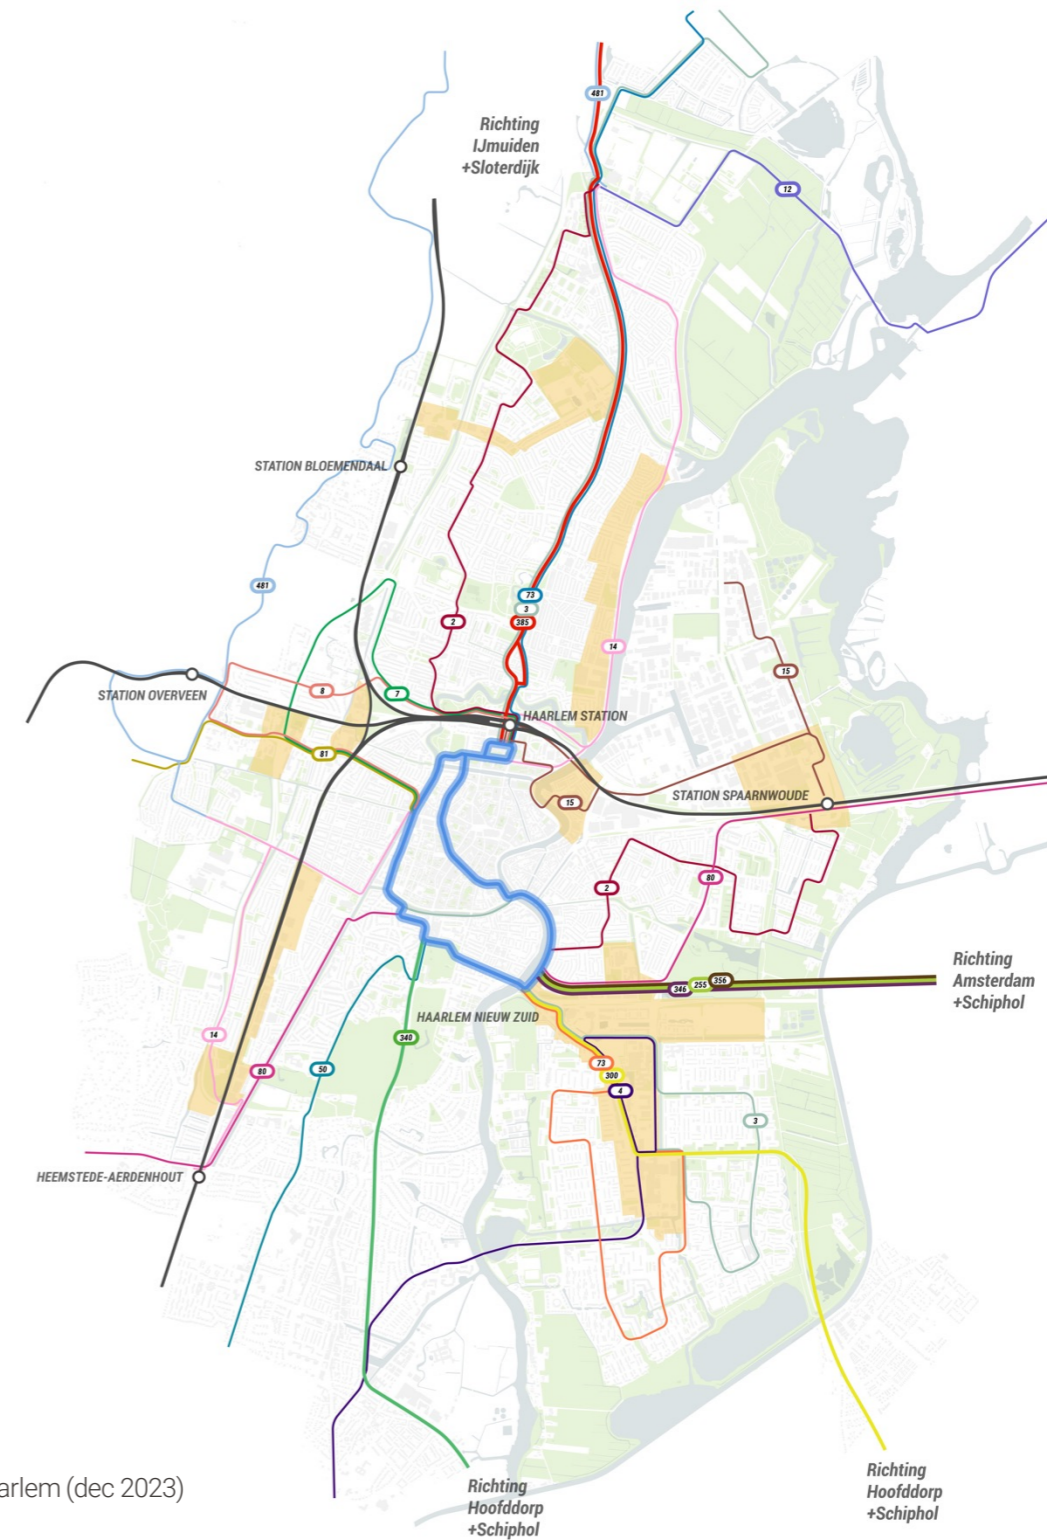 Richting
IJmuiden
+Sloterdijk
481
12
STATION BLOEMENDAAL
481
73
3
385
2
14
15
STATION OVERVEEN
8
7
HAARLEM STATION
81
STATION SPAARNWOUDE
15
2
80
Richting
Amsterdam
+Schiphol
346
255
356
HAARLEM NIEUW ZUID
14
340
80
50
73
300
4
3
HEEMSTEDE-AERDENHOUT
Richting
Hoofddorp
+Schiphol
Richting
Hoofddorp
+Schiphol
arlem (dec 2023)